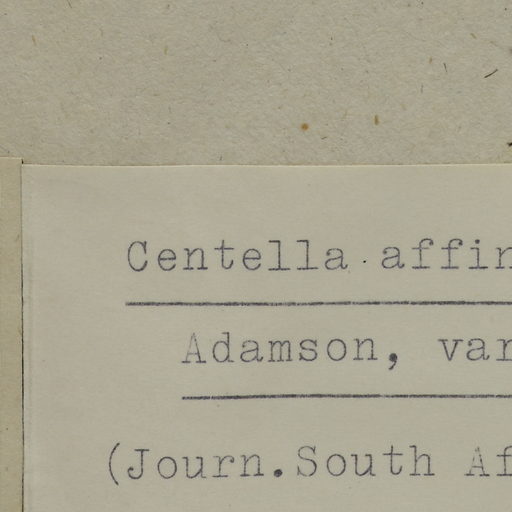 Centella affin
Adamson, var
(Journ.South Af